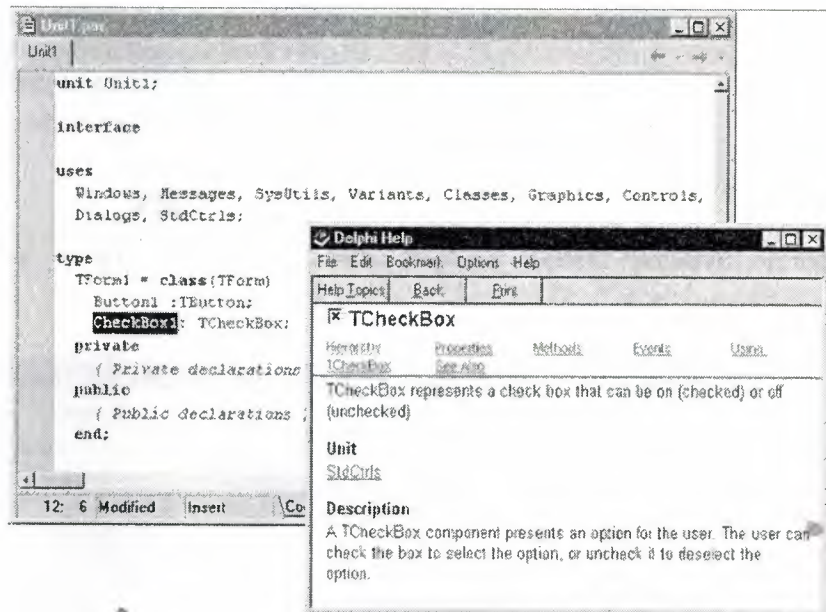 Unit1.pas
Unit1
unit Unit1;
interface
uses
Windows, Messages, SysUtils, Variants, Classes, Graphics, Controls,
Dialogs, StdCtrls;
type
TForm1 = class(TForm)
Button1 :TButton;
CheckBox1: TCheckBox;
private
{ Private declarations
public
{ Public declarations }
end;
12: 6 Modified Insert \Co
Delphi Help
File Edit Bookmark Options Help
Help Topics Back Print
TCheckBox
Hierarchy Properties Methods Events Using
TCheckBox See Also
TCheckBox represents a check box that can be on (checked) or off
(unchecked)
Unit
StdCtrls
Description
A TCheckBox component presents an option for the user. The user can
check the box to select the option, or uncheck it to deselect the
option.